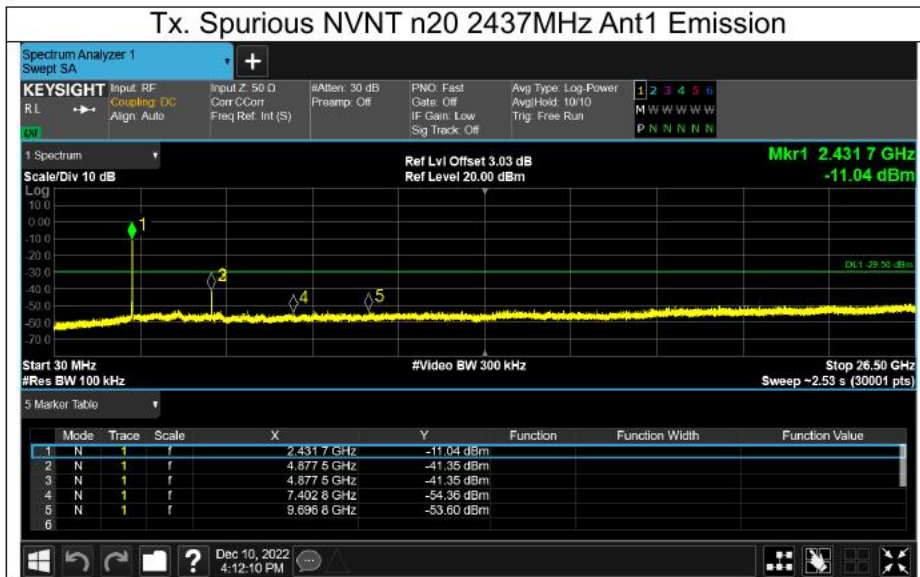 Tx. Spurious NVNT n20 2437MHz Ant1 Emission
Spectrum Analyzer 1
Swept SA
+
KEYSIGHT Input: RF Input Z: 50 Ω #Atten: 30 dB PNO: Fast Avg Type: Log-Power 1 2 3 4 5 6
R L Coupling: DC Corr CCorr Preamp: Off Gate: Off Avg|Hold: 10/10 M W W W W W W
Align: Auto Freq Ref: Int (S) IF Gain: Low Trig: Free Run
Sig Track: Off P N N N N N N
1 Spectrum Ref Lvl Offset 3.03 dB Mkr1 2.431 7 GHz
Scale/Div 10 dB Ref Level 20.00 dBm -11.04 dBm
Log
10.0
0.00
-10.0
-20.0
-30.0
-40.0
-50.0
-60.0
-70.0
1
2
4
5
DL1 -29.50 dBm
Start 30 MHz #Video BW 300 kHz Stop 26.50 GHz
#Res BW 100 kHz Sweep ~2.53 s (30001 pts)
5 Marker Table
Mode Trace Scale X Y Function Function Width Function Value
1 N 1 f 2.431 7 GHz -11.04 dBm
2 N 1 f 4.877 5 GHz -41.35 dBm
3 N 1 f 4.877 5 GHz -41.35 dBm
4 N 1 f 7.402 8 GHz -54.36 dBm
5 N 1 f 9.696 8 GHz -53.60 dBm
6
? Dec 10, 2022
4:12:10 PM